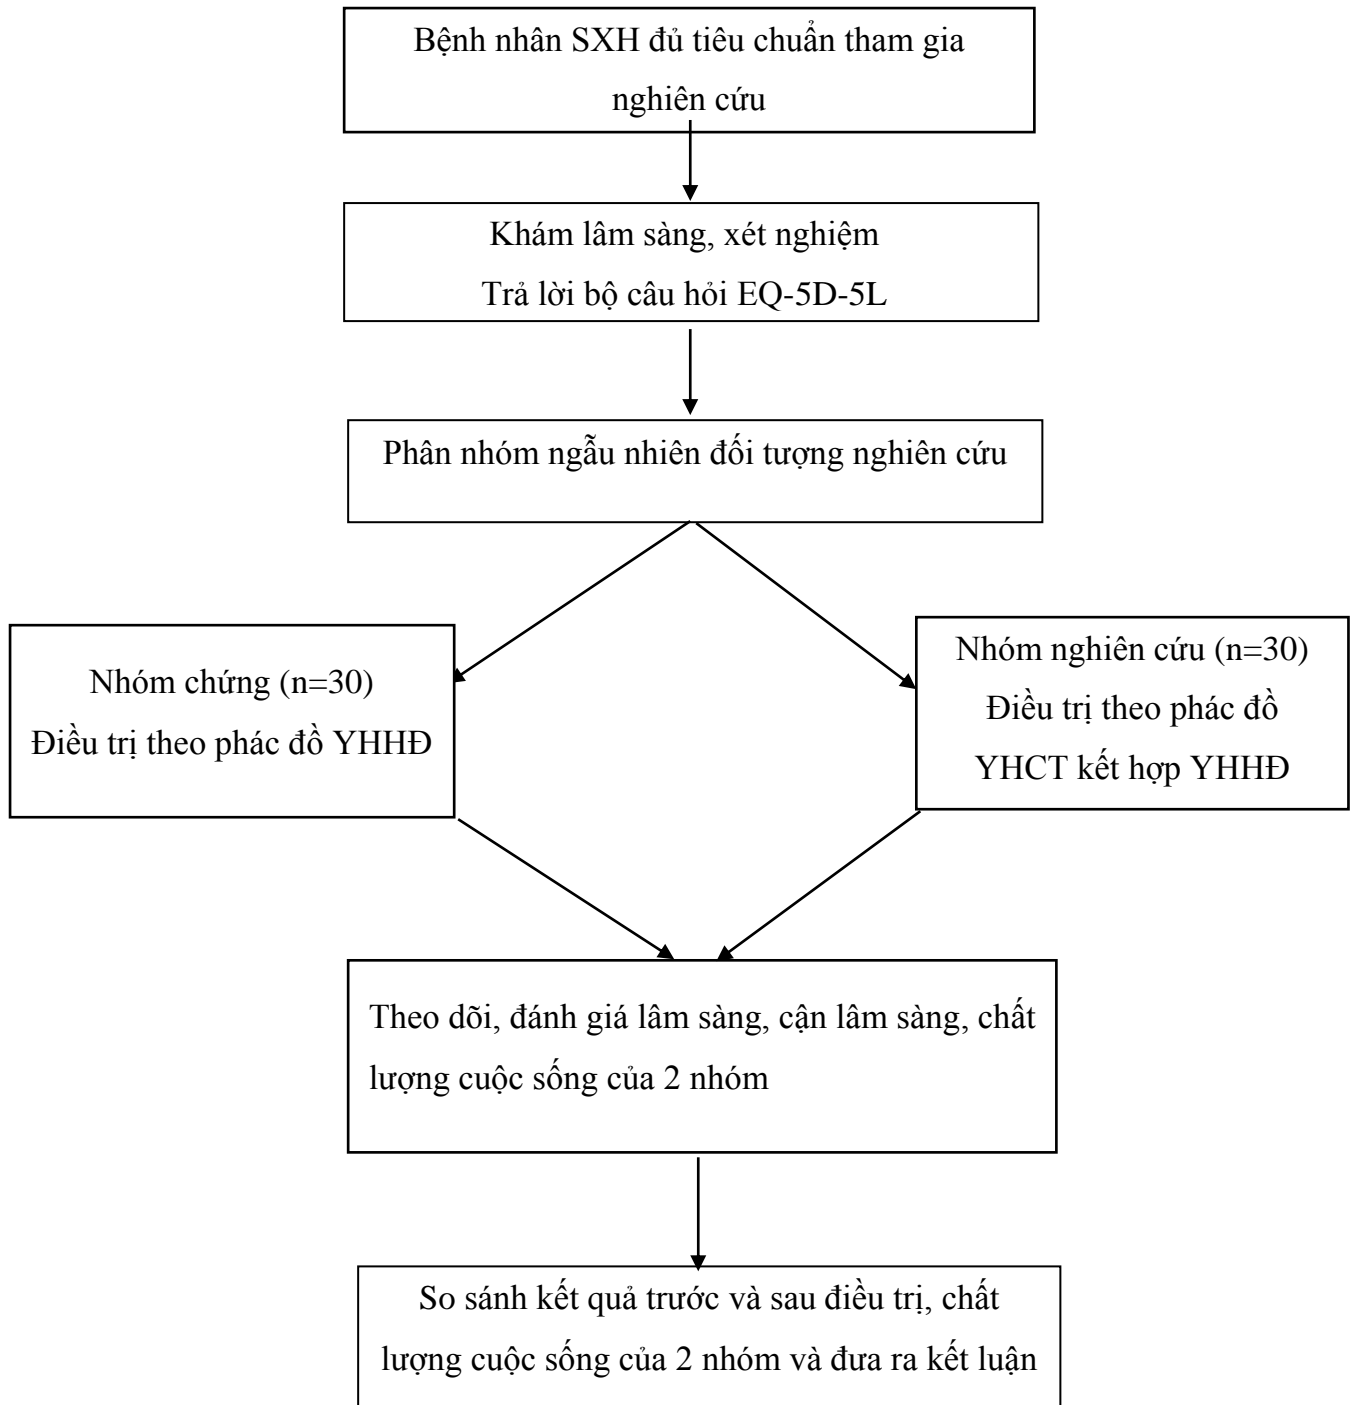 Bệnh nhân SXH đủ tiêu chuẩn tham gia
nghiên cứu
Khám lâm sàng, xét nghiệm
Trả lời bộ câu hỏi EQ-5D-5L
Phân nhóm ngẫu nhiên đối tượng nghiên cứu
Nhóm chứng (n=30)
Điều trị theo phác đồ YHHĐ
Nhóm nghiên cứu (n=30)
Điều trị theo phác đồ
YHCT kết hợp YHHĐ
Theo dõi, đánh giá lâm sàng, cận lâm sàng, chất
lượng cuộc sống của 2 nhóm
So sánh kết quả trước và sau điều trị, chất
lượng cuộc sống của 2 nhóm và đưa ra kết luận